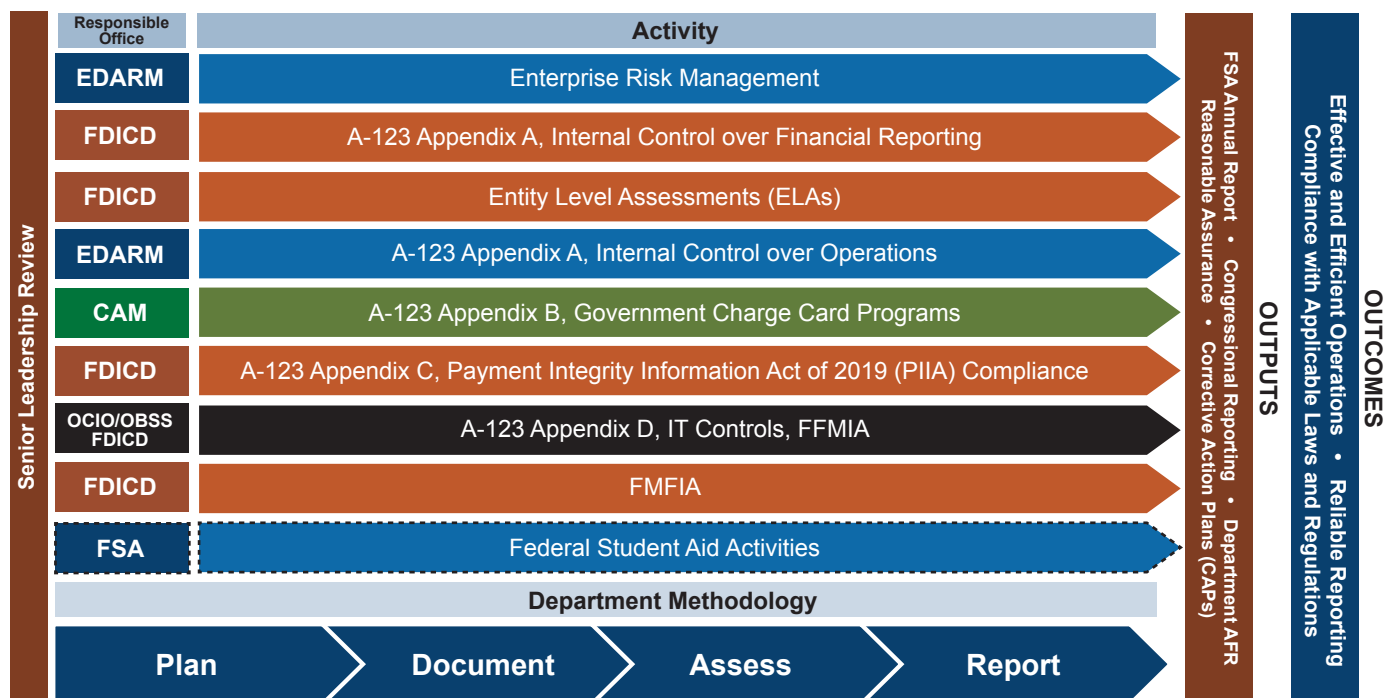 Senior Leadership Review
Responsible
Office
Activity
EDARM
Enterprise Risk Management
FDICD
A-123 Appendix A, Internal Control over Financial Reporting
FDICD
Entity Level Assessments (ELAs)
EDARM
A-123 Appendix A, Internal Control over Operations
CAM
A-123 Appendix B, Government Charge Card Programs
FDICD
A-123 Appendix C, Payment Integrity Information Act of 2019 (PIIA) Compliance
OCIO/OBSS
FDICD
A-123 Appendix D, IT Controls, FFMIA
FDICD
FMFIA
FSA
Federal Student Aid Activities
Department Methodology
Plan
Document
Assess
Report
FSA Annual Report • Congressional Reporting • Department AFR
Reasonable Assurance • Corrective Action Plans (CAPs)
OUTPUTS
Effective and Efficient Operations • Reliable Reporting
Compliance with Applicable Laws and Regulations
OUTCOMES